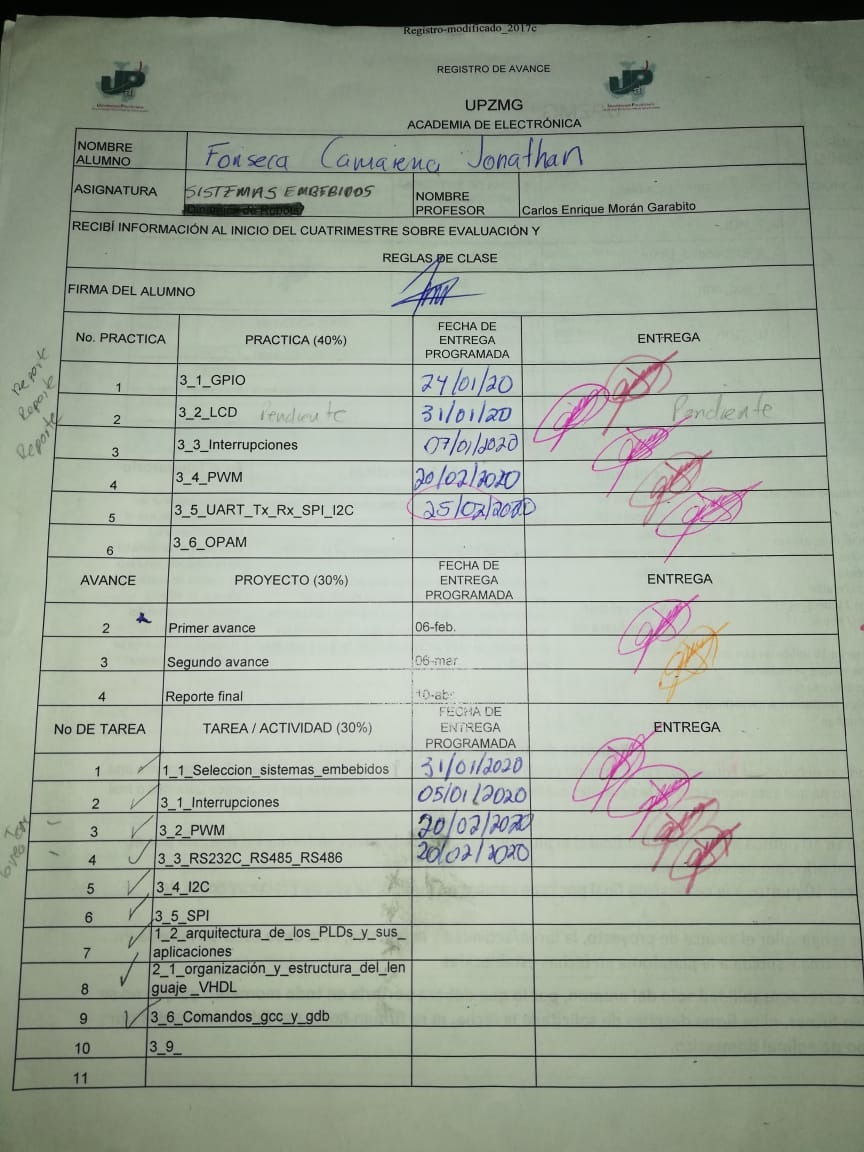 Registro-modificado_2017c
REGISTRO DE AVANCE
UPZMG
ACADEMIA DE ELECTRÓNICA
NOMBRE ALUMNO Fonseca Camarena Jonathan
ASIGNATURA SISTEMAS EMBEBIDOS NOMBRE PROFESOR Carlos Enrique Morán Garabito
RECIBÍ INFORMACIÓN AL INICIO DEL CUATRIMESTRE SOBRE EVALUACIÓN Y
REGLAS DE CLASE
FIRMA DEL ALUMNO
No. PRACTICA PRACTICA (40%) FECHA DE ENTREGA PROGRAMADA ENTREGA
Reporte 1 3_1_GPIO 24/01/20
Reporte 2 3_2_LCD Pendiente 31/01/20 Pendiente
Reporte 3 3_3_Interrupciones 07/01/2020
4 3_4_PWM 20/02/2020
5 3_5_UART_Tx_Rx_SPI_I2C 25/02/2020
6 3_6_OPAM
AVANCE PROYECTO (30%) FECHA DE ENTREGA PROGRAMADA ENTREGA
2 Primer avance 06-feb.
3 Segundo avance 06-mar
4 Reporte final 10-abr
No DE TAREA TAREA / ACTIVIDAD (30%) FECHA DE ENTREGA PROGRAMADA ENTREGA
1 1_1_Seleccion_sistemas_embebidos 31/01/2020
2 3_1_Interrupciones 05/01/2020
3 3_2_PWM 20/02/2020
4 3_3_RS232C_RS485_RS486 20/02/2020
5 3_4_I2C
6 3_5_SPI
7 1_2_arquitectura_de_los_PLDs_y_sus_
aplicaciones
8 2_1_organización_y_estructura_del_len
guaje _VHDL
9 3_6_Comandos_gcc_y_gdb
10 3_9_
11